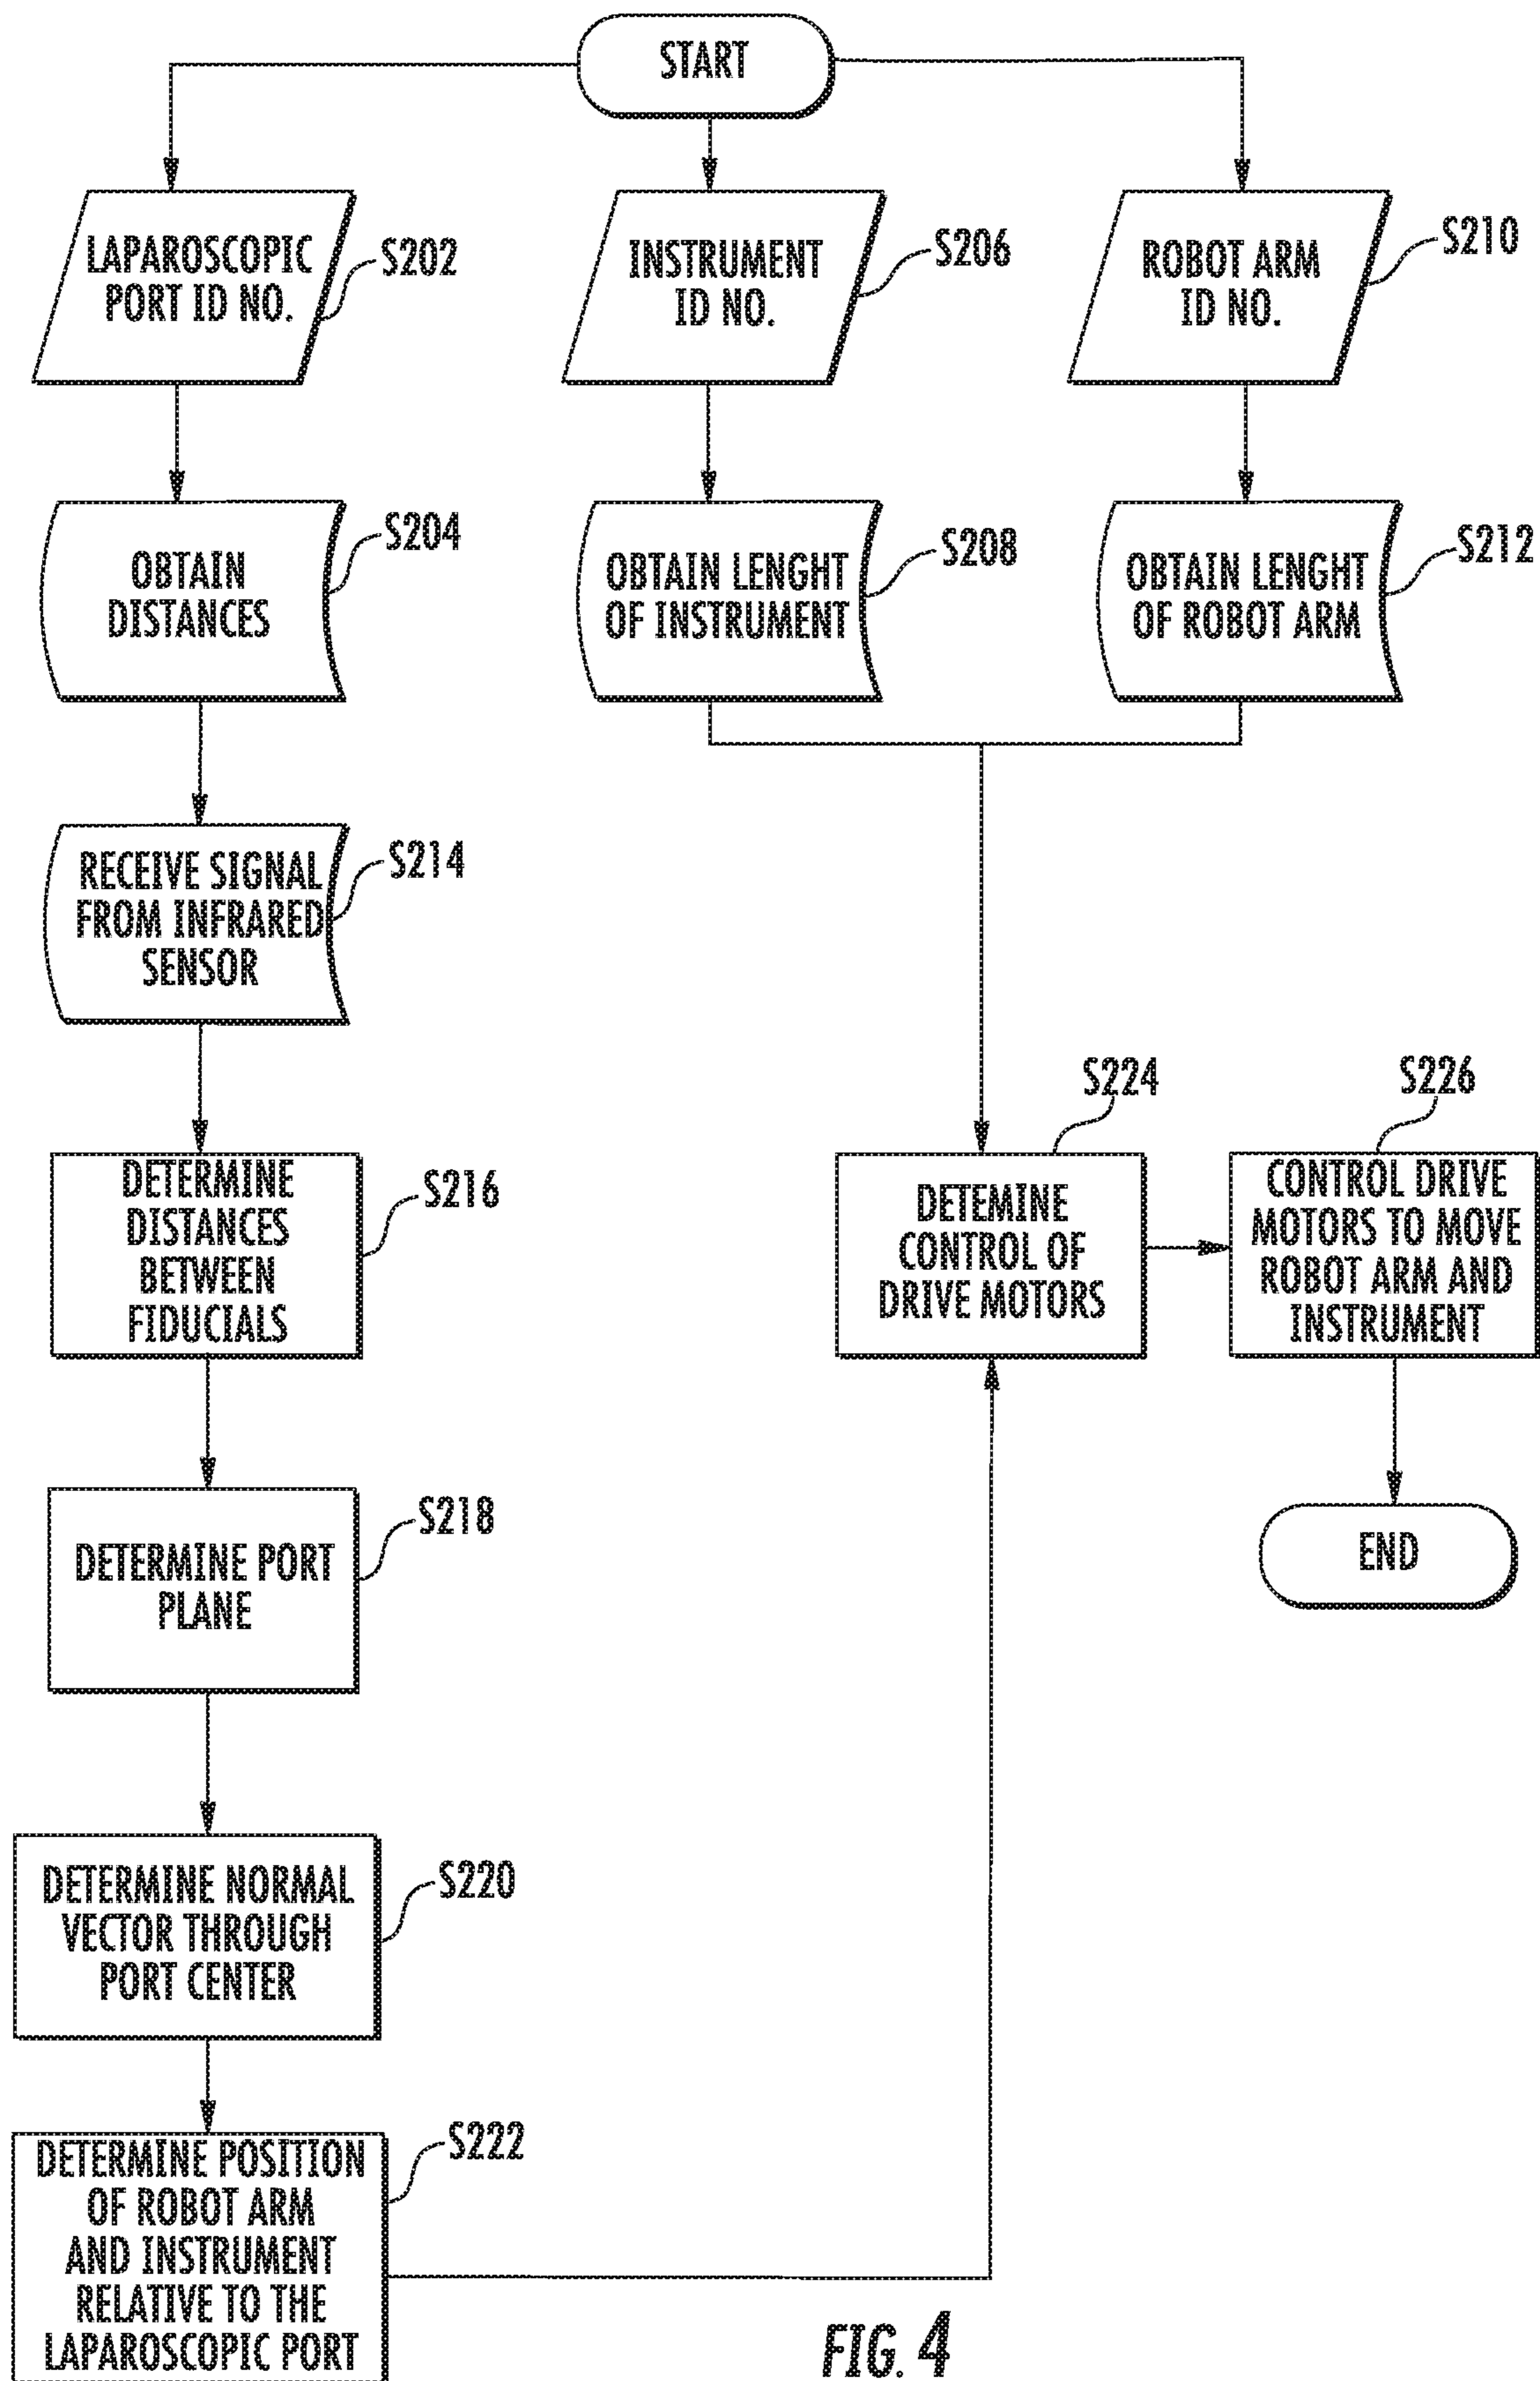 START
LAPAROSCOPIC
PORT ID NO.
S202
INSTRUMENT
ID NO.
S206
ROBOT ARM
ID NO.
S210
OBTAIN
DISTANCES
S204
OBTAIN LENGHT
OF INSTRUMENT
S208
OBTAIN LENGHT
OF ROBOT ARM
S212
RECEIVE SIGNAL
FROM INFRARED
SENSOR
S214
DETERMINE
DISTANCES
BETWEEN
FIDUCIALS
S216
DETEMINE
CONTROL OF
DRIVE MOTORS
S224
CONTROL DRIVE
MOTORS TO MOVE
ROBOT ARM AND
INSTRUMENT
S226
DETERMINE PORT
PLANE
S218
END
DETERMINE NORMAL
VECTOR THROUGH
PORT CENTER
S220
DETERMINE POSITION
OF ROBOT ARM
AND INSTRUMENT
RELATIVE TO THE
LAPAROSCOPIC PORT
S222
FIG. 4